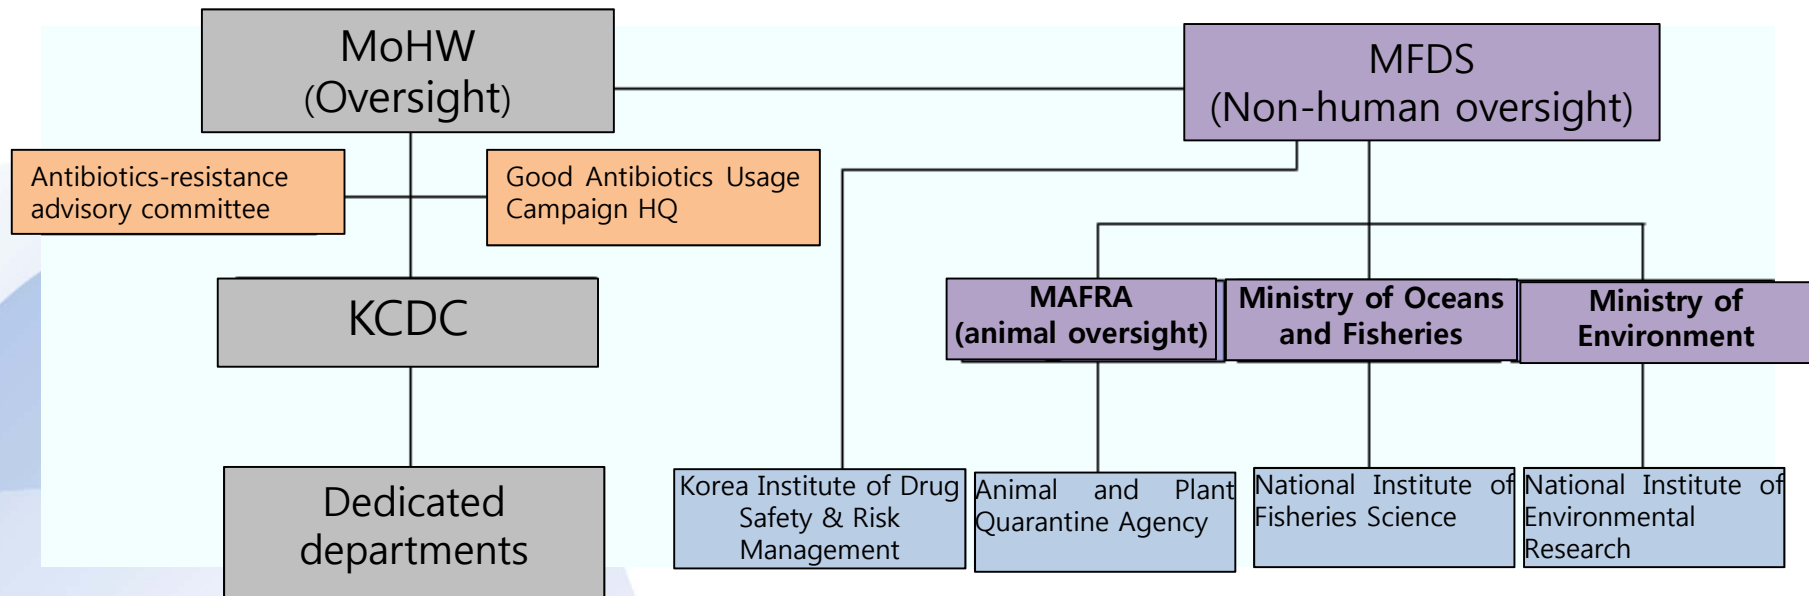 MoHW
(Oversight)
MFDS
(Non-human oversight)
Antibiotics-resistance
advisory committee
Good Antibiotics Usage
Campaign HQ
KCDC
MAFRA
(animal oversight)
Ministry of Oceans
and Fisheries
Ministry of
Environment
Dedicated
departments
Korea Institute of Drug
Safety & Risk
Management
Animal and Plant
Quarantine Agency
National Institute of
Fisheries Science
National Institute of
Environmental
Research